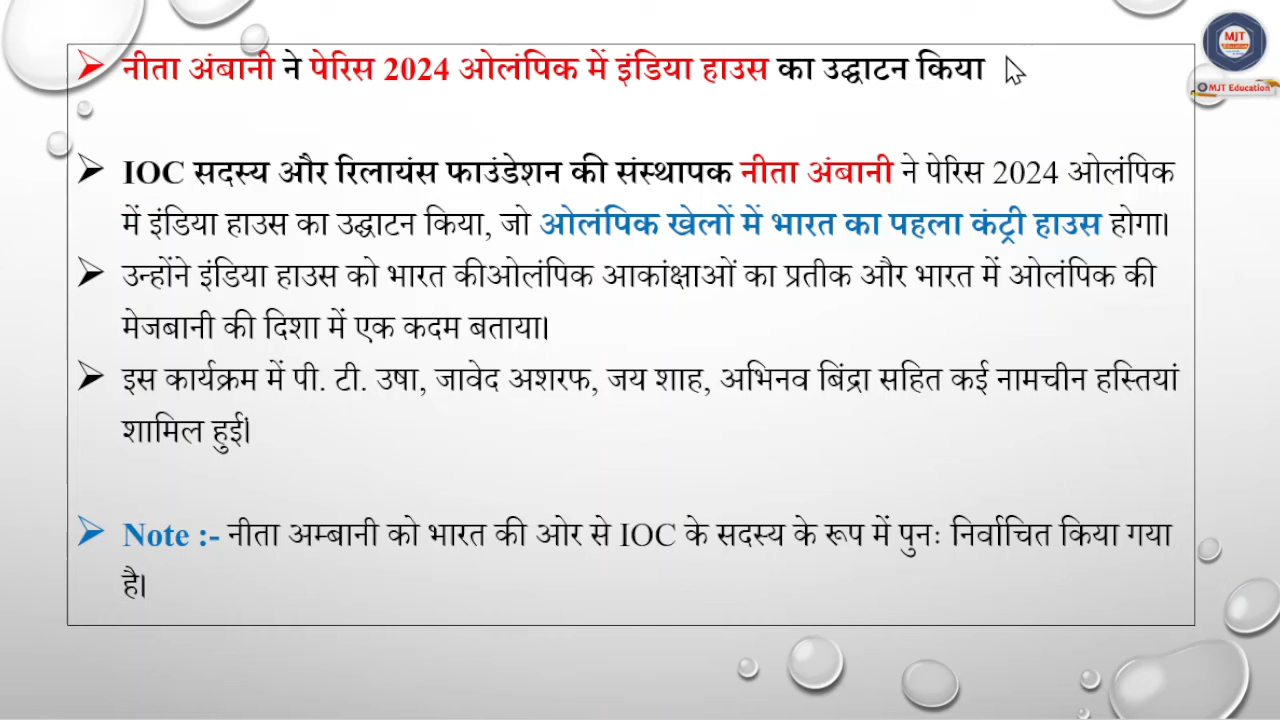 MJT
Education
MJT Education
नीता अंबानी ने पेरिस 2024 ओलंपिक में इंडिया हाउस का उद्घाटन किया
IOC सदस्य और रिलायंस फाउंडेशन की संस्थापक नीता अंबानी ने पेरिस 2024 ओलंपिक
में इंडिया हाउस का उद्घाटन किया, जो ओलंपिक खेलों में भारत का पहला कंट्री हाउस होगा।
उन्होंने इंडिया हाउस को भारत कीओलंपिक आकांक्षाओं का प्रतीक और भारत में ओलंपिक की
मेजबानी की दिशा में एक कदम बताया।
इस कार्यक्रम में पी. टी. उषा, जावेद अशरफ, जय शाह, अभिनव बिंद्रा सहित कई नामचीन हस्तियां
शामिल हुईं।
Note :- नीता अम्बानी को भारत की ओर से IOC के सदस्य के रूप में पुनः निर्वाचित किया गया
है।